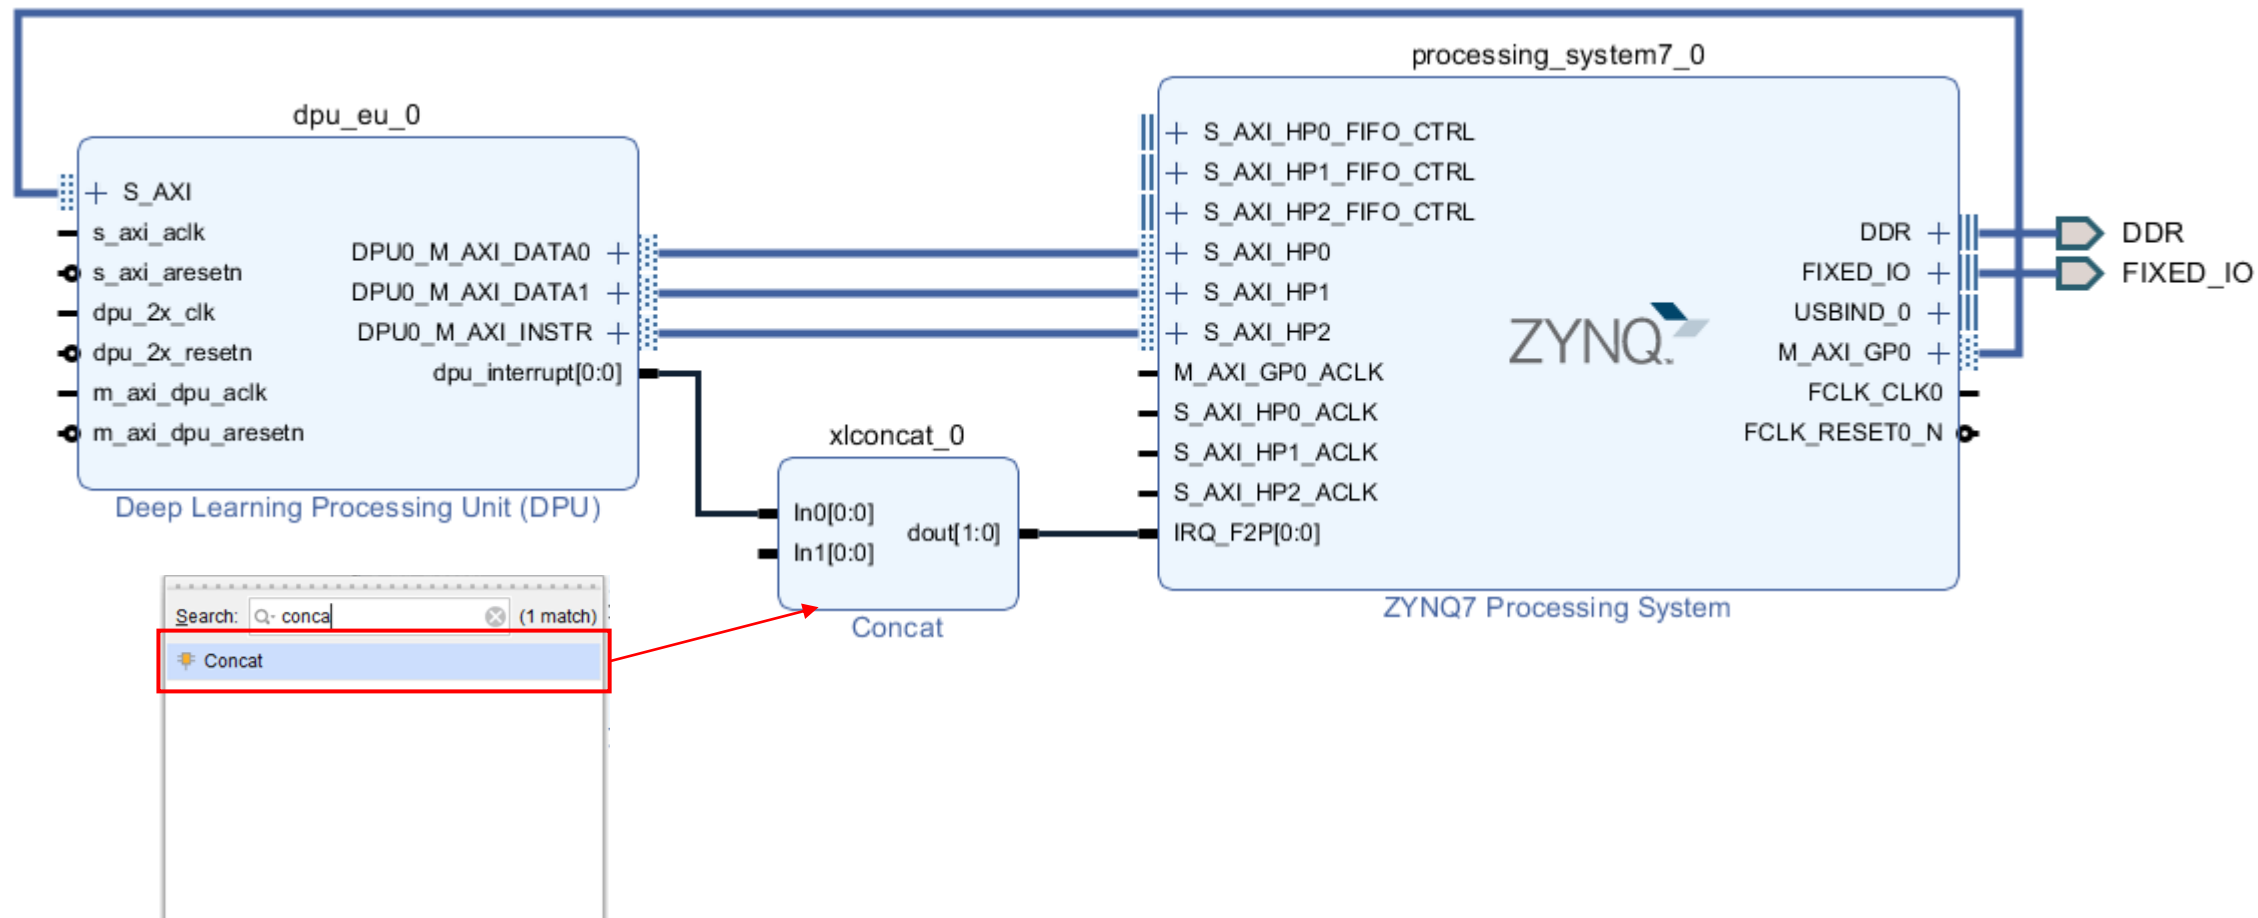 processing_system7_0
dpu_eu_0
S_AXI
s_axi_aclk
s_axi_aresetn
dpu_2x_clk
dpu_2x_resetn
m_axi_dpu_aclk
m_axi_dpu_aresetn
DPU0_M_AXI_DATA0
DPU0_M_AXI_DATA1
DPU0_M_AXI_INSTR
dpu_interrupt[0:0]
Deep Learning Processing Unit (DPU)
xlconcat_0
In0[0:0]
In1[0:0]
dout[1:0]
Concat
S_AXI_HP0_FIFO_CTRL
S_AXI_HP1_FIFO_CTRL
S_AXI_HP2_FIFO_CTRL
S_AXI_HP0
S_AXI_HP1
S_AXI_HP2
M_AXI_GP0_ACLK
S_AXI_HP0_ACLK
S_AXI_HP1_ACLK
S_AXI_HP2_ACLK
IRQ_F2P[0:0]
ZYNQ
DDR
FIXED_IO
USBIND_0
M_AXI_GP0
FCLK_CLK0
FCLK_RESET0_N
ZYNQ7 Processing System
DDR
FIXED_IO
Search: conca (1 match)
Concat